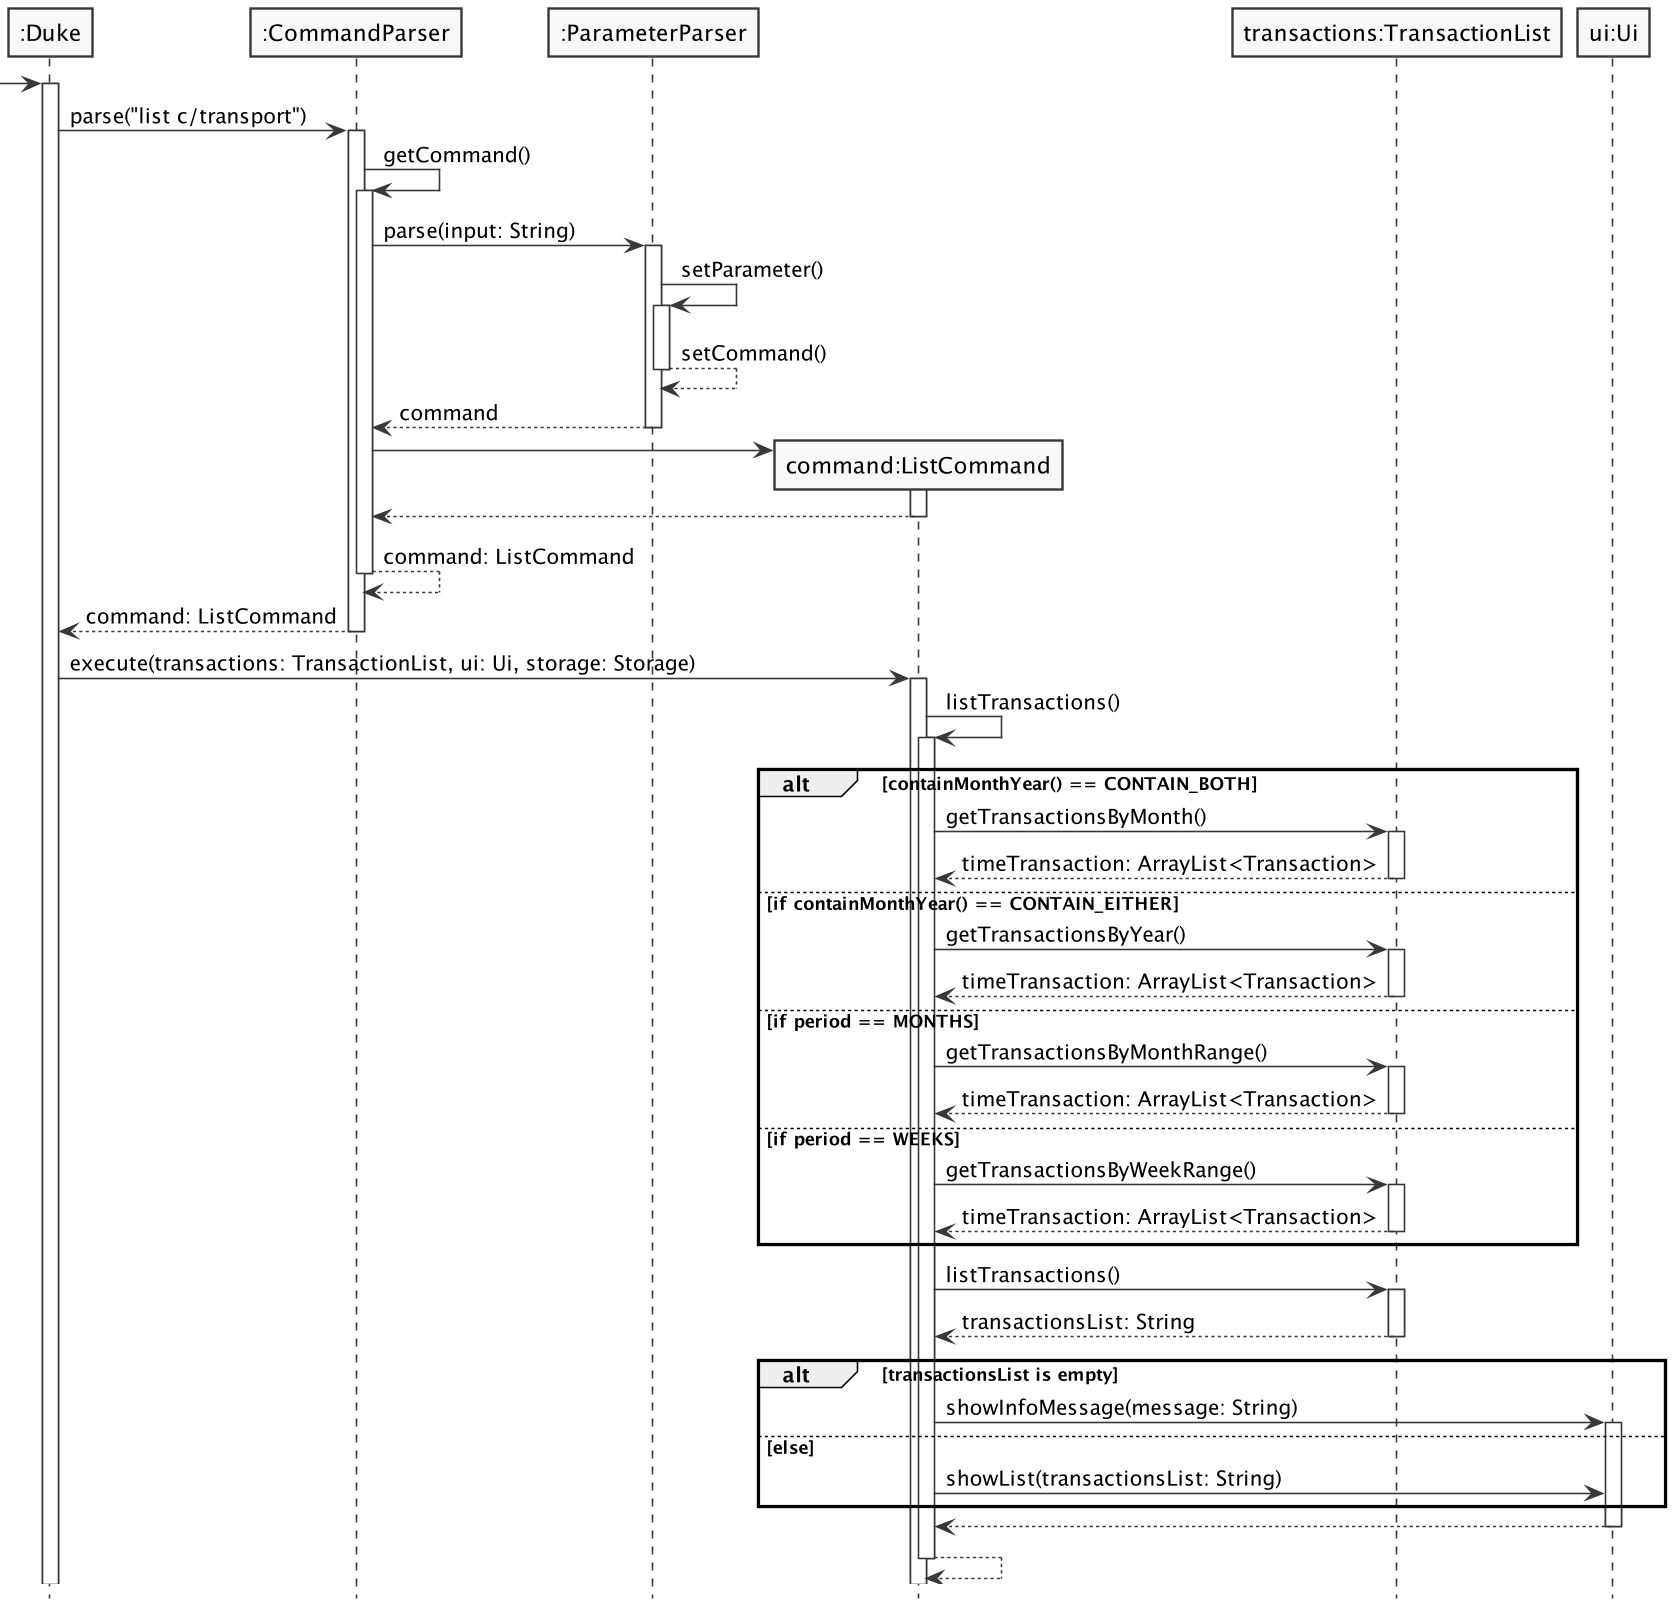 :Duke
:CommandParser
:ParameterParser
transactions:TransactionList
ui:Ui
parse("list c/transport")
getCommand()
parse(input: String)
setParameter()
setCommand()
command
command:ListCommand
command: ListCommand
command: ListCommand
execute(transactions: TransactionList, ui: Ui, storage: Storage)
listTransactions()
alt [containMonthYear() == CONTAIN_BOTH]
getTransactionsByMonth()
timeTransaction: ArrayList<Transaction>
[if containMonthYear() == CONTAIN_EITHER]
getTransactionsByYear()
timeTransaction: ArrayList<Transaction>
[if period == MONTHS]
getTransactionsByMonthRange()
timeTransaction: ArrayList<Transaction>
[if period == WEEKS]
getTransactionsByWeekRange()
timeTransaction: ArrayList<Transaction>
listTransactions()
transactionsList: String
alt [transactionsList is empty]
showInfoMessage(message: String)
[else]
showList(transactionsList: String)